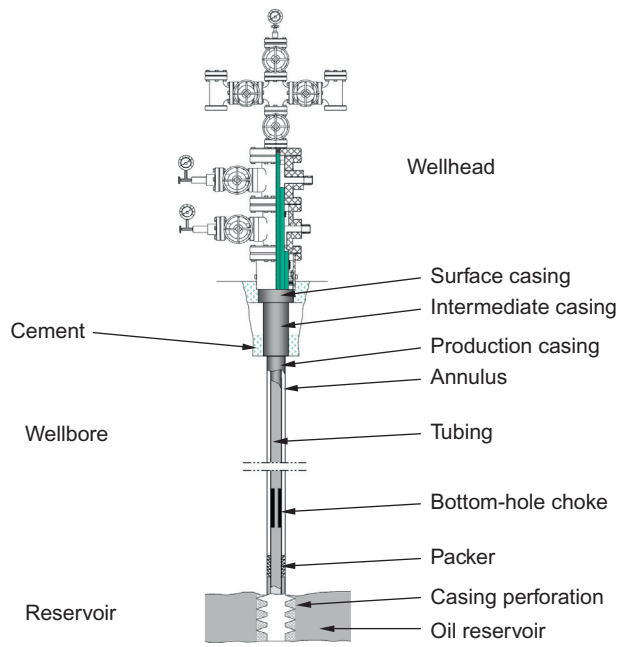 Wellhead
Surface casing
Intermediate casing
Cement
Production casing
Annulus
Wellbore
Tubing
Bottom-hole choke
Packer
Casing perforation
Reservoir
Oil reservoir